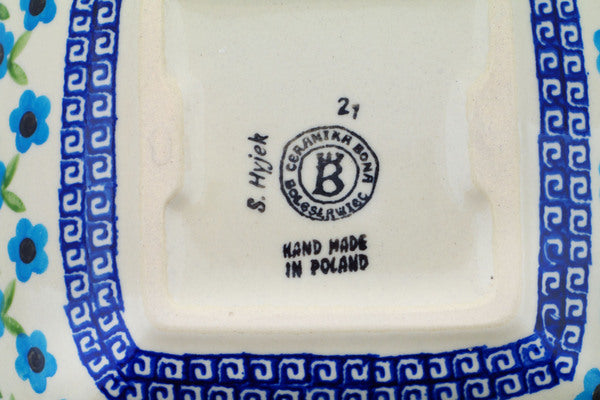 21
S. Hyjek
CERAMIKA BONA
B
BOLESŁAWIEC
HAND MADE
IN POLAND